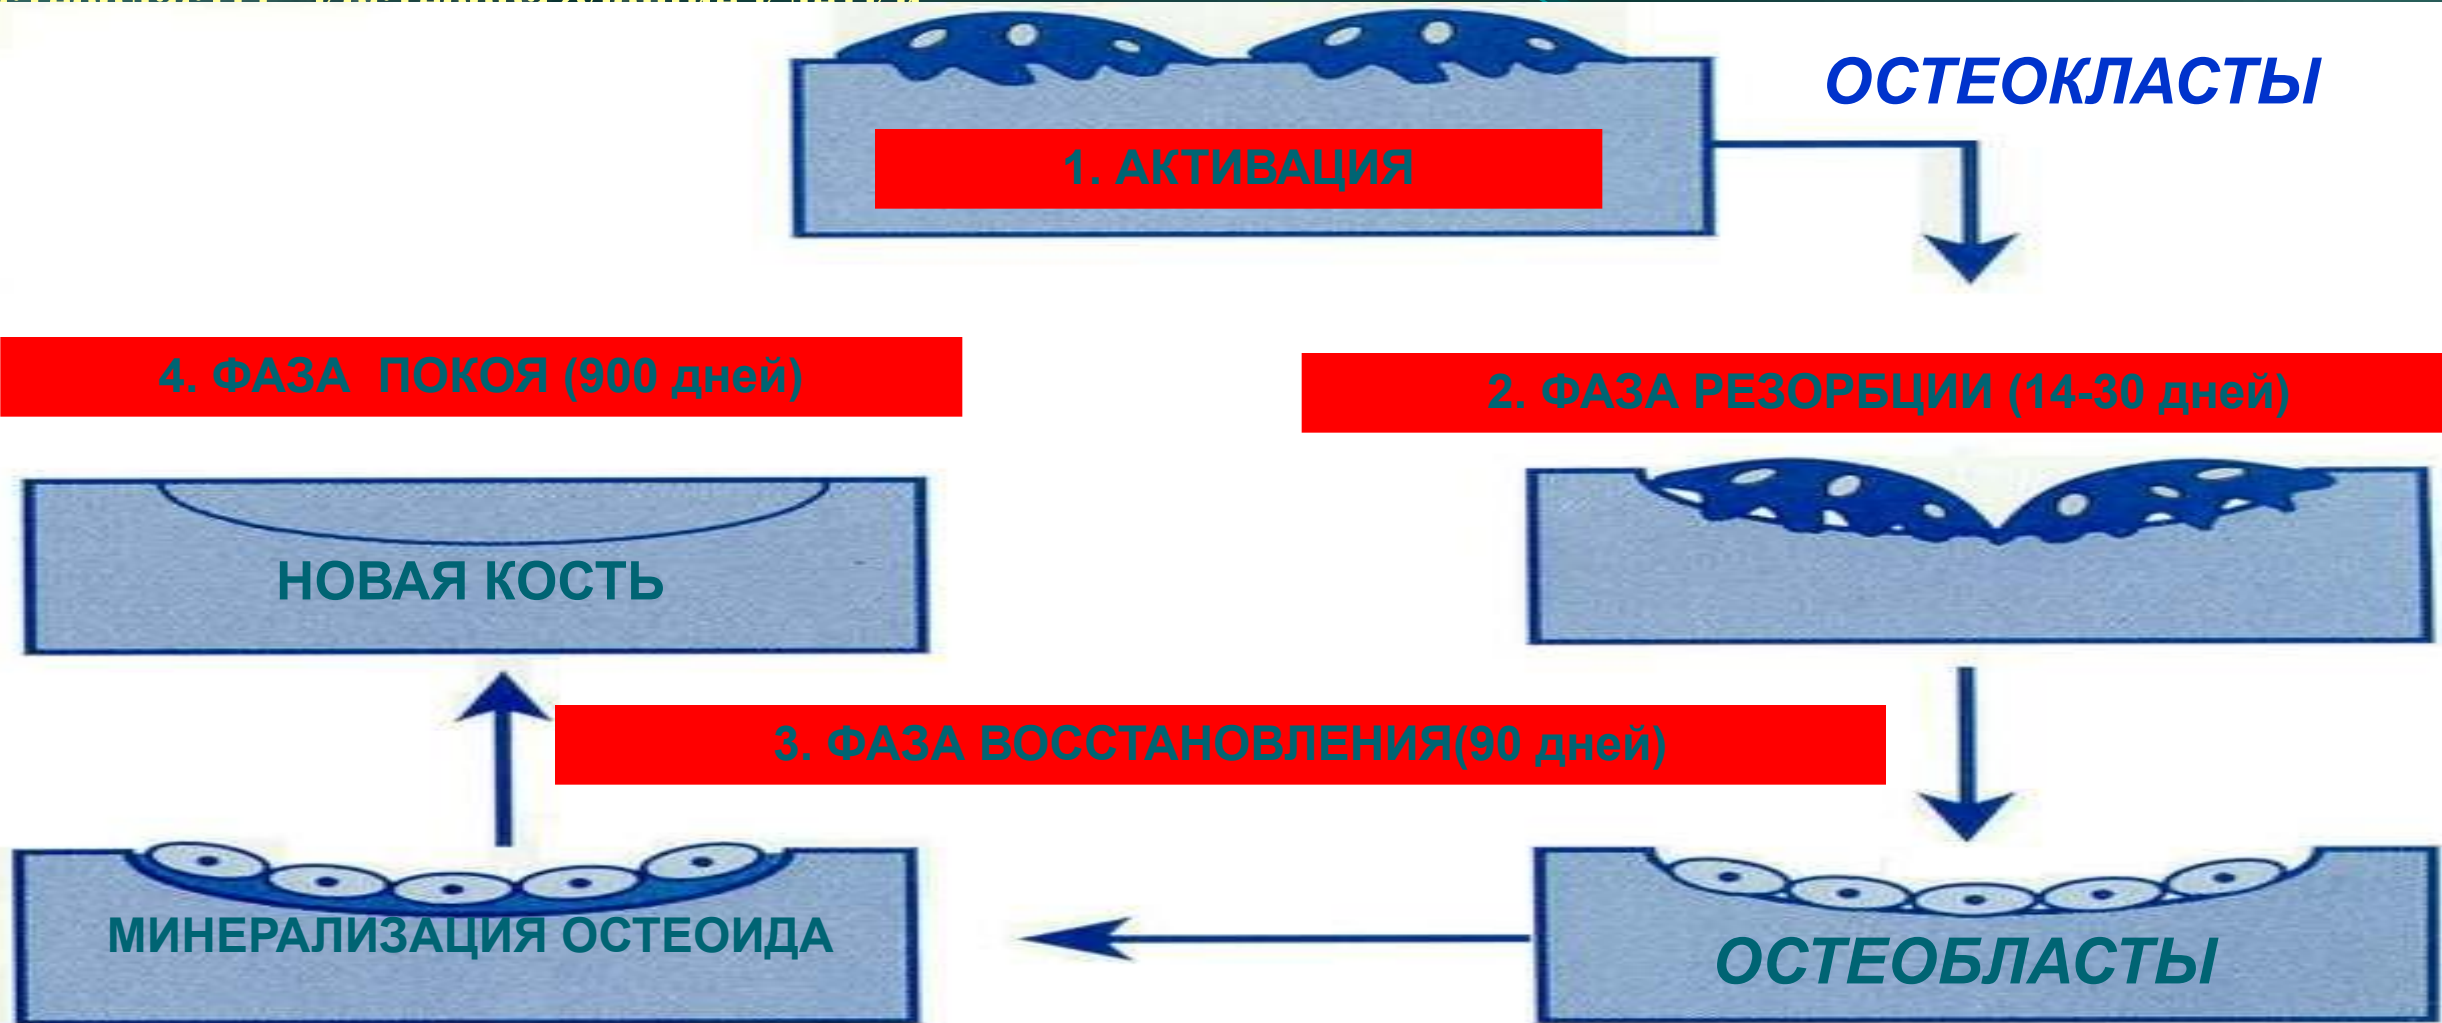 ОСТЕОКЛАСТЫ
1. АКТИВАЦИЯ
4. ФАЗА  ПОКОЯ (900 дней)
2. ФАЗА РЕЗОРБЦИИ (14-30 дней)
НОВАЯ КОСТЬ
3. ФАЗА ВОССТАНОВЛЕНИЯ(90 дней)
МИНЕРАЛИЗАЦИЯ ОСТЕОИДА
ОСТЕОБЛАСТЫ